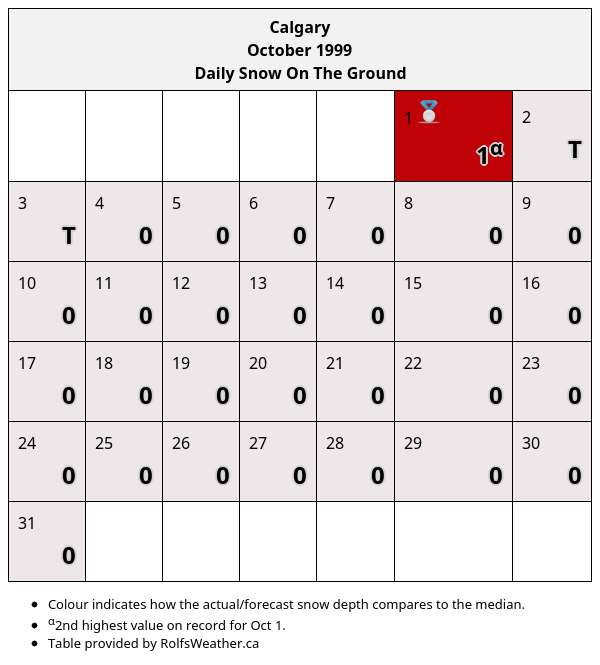 Calgary
October 1999
Daily Snow On The Ground
1 2
1α T
3 4 5 6 7 8 9
T 0 0 0 0 0 0
10 11 12 13 14 15 16
0 0 0 0 0 0 0
17 18 19 20 21 22 23
0 0 0 0 0 0 0
24 25 26 27 28 29 30
0 0 0 0 0 0 0
31
0
• Colour indicates how the actual/forecast snow depth compares to the median.
• α2nd highest value on record for Oct 1.
• Table provided by RolfsWeather.ca